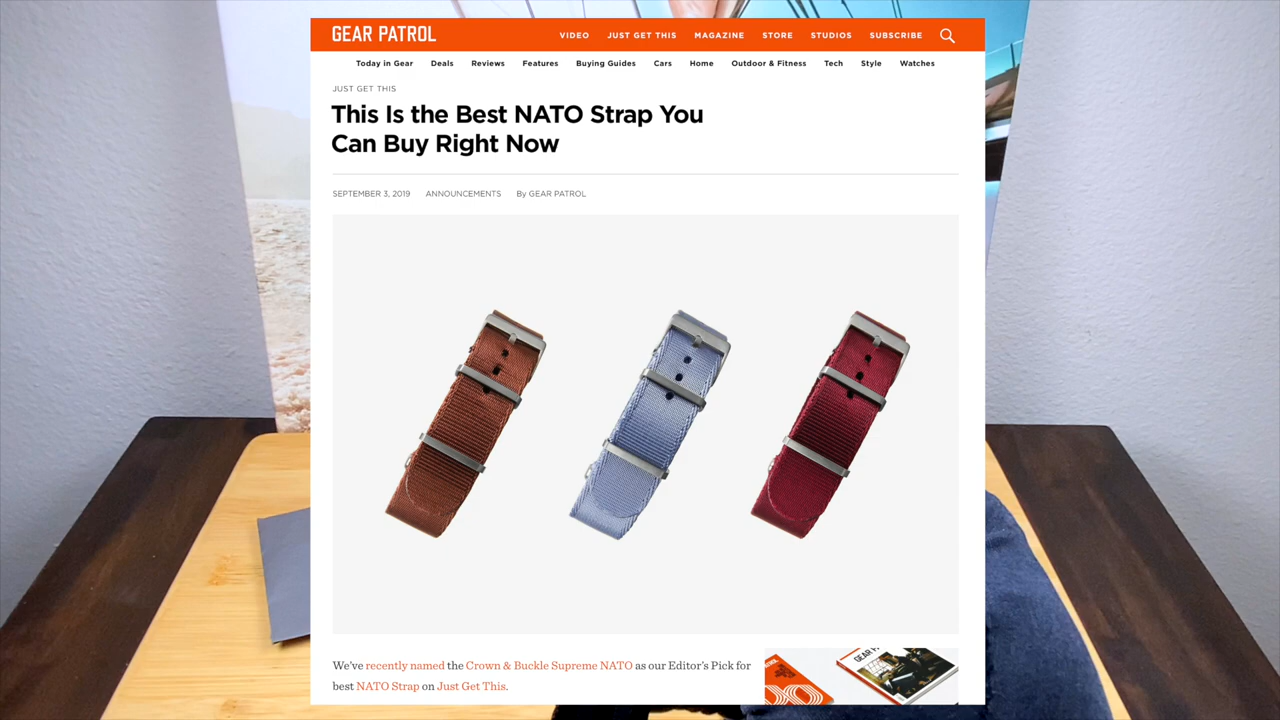 GEAR PATROL
VIDEO JUST GET THIS MAGAZINE STORE STUDIOS SUBSCRIBE
Today in Gear Deals Reviews Features Buying Guides Cars Home Outdoor & Fitness Tech Style Watches
JUST GET THIS
This Is the Best NATO Strap You
Can Buy Right Now
SEPTEMBER 3, 2019 ANNOUNCEMENTS By GEAR PATROL
We've recently named the Crown & Buckle Supreme NATO as our Editor's Pick for
best NATO Strap on Just Get This.